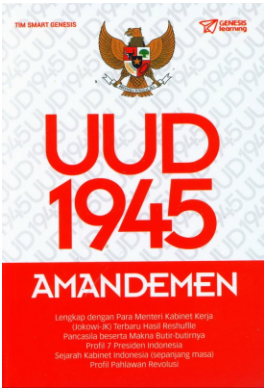 TIM SMART GENESIS
GENESIS
learning
UUD
1945
AMANDEMEN
Lengkap dengan Para Menteri Kabinet Kerja
(Jokowi-JK) Terbaru Hasil Reshuffle
Pancasila beserta Makna Butir-butirnya
Profil 7 Presiden Indonesia
Sejarah Kabinet Indonesia (sepanjang masa)
Profil Pahlawan Revolusi